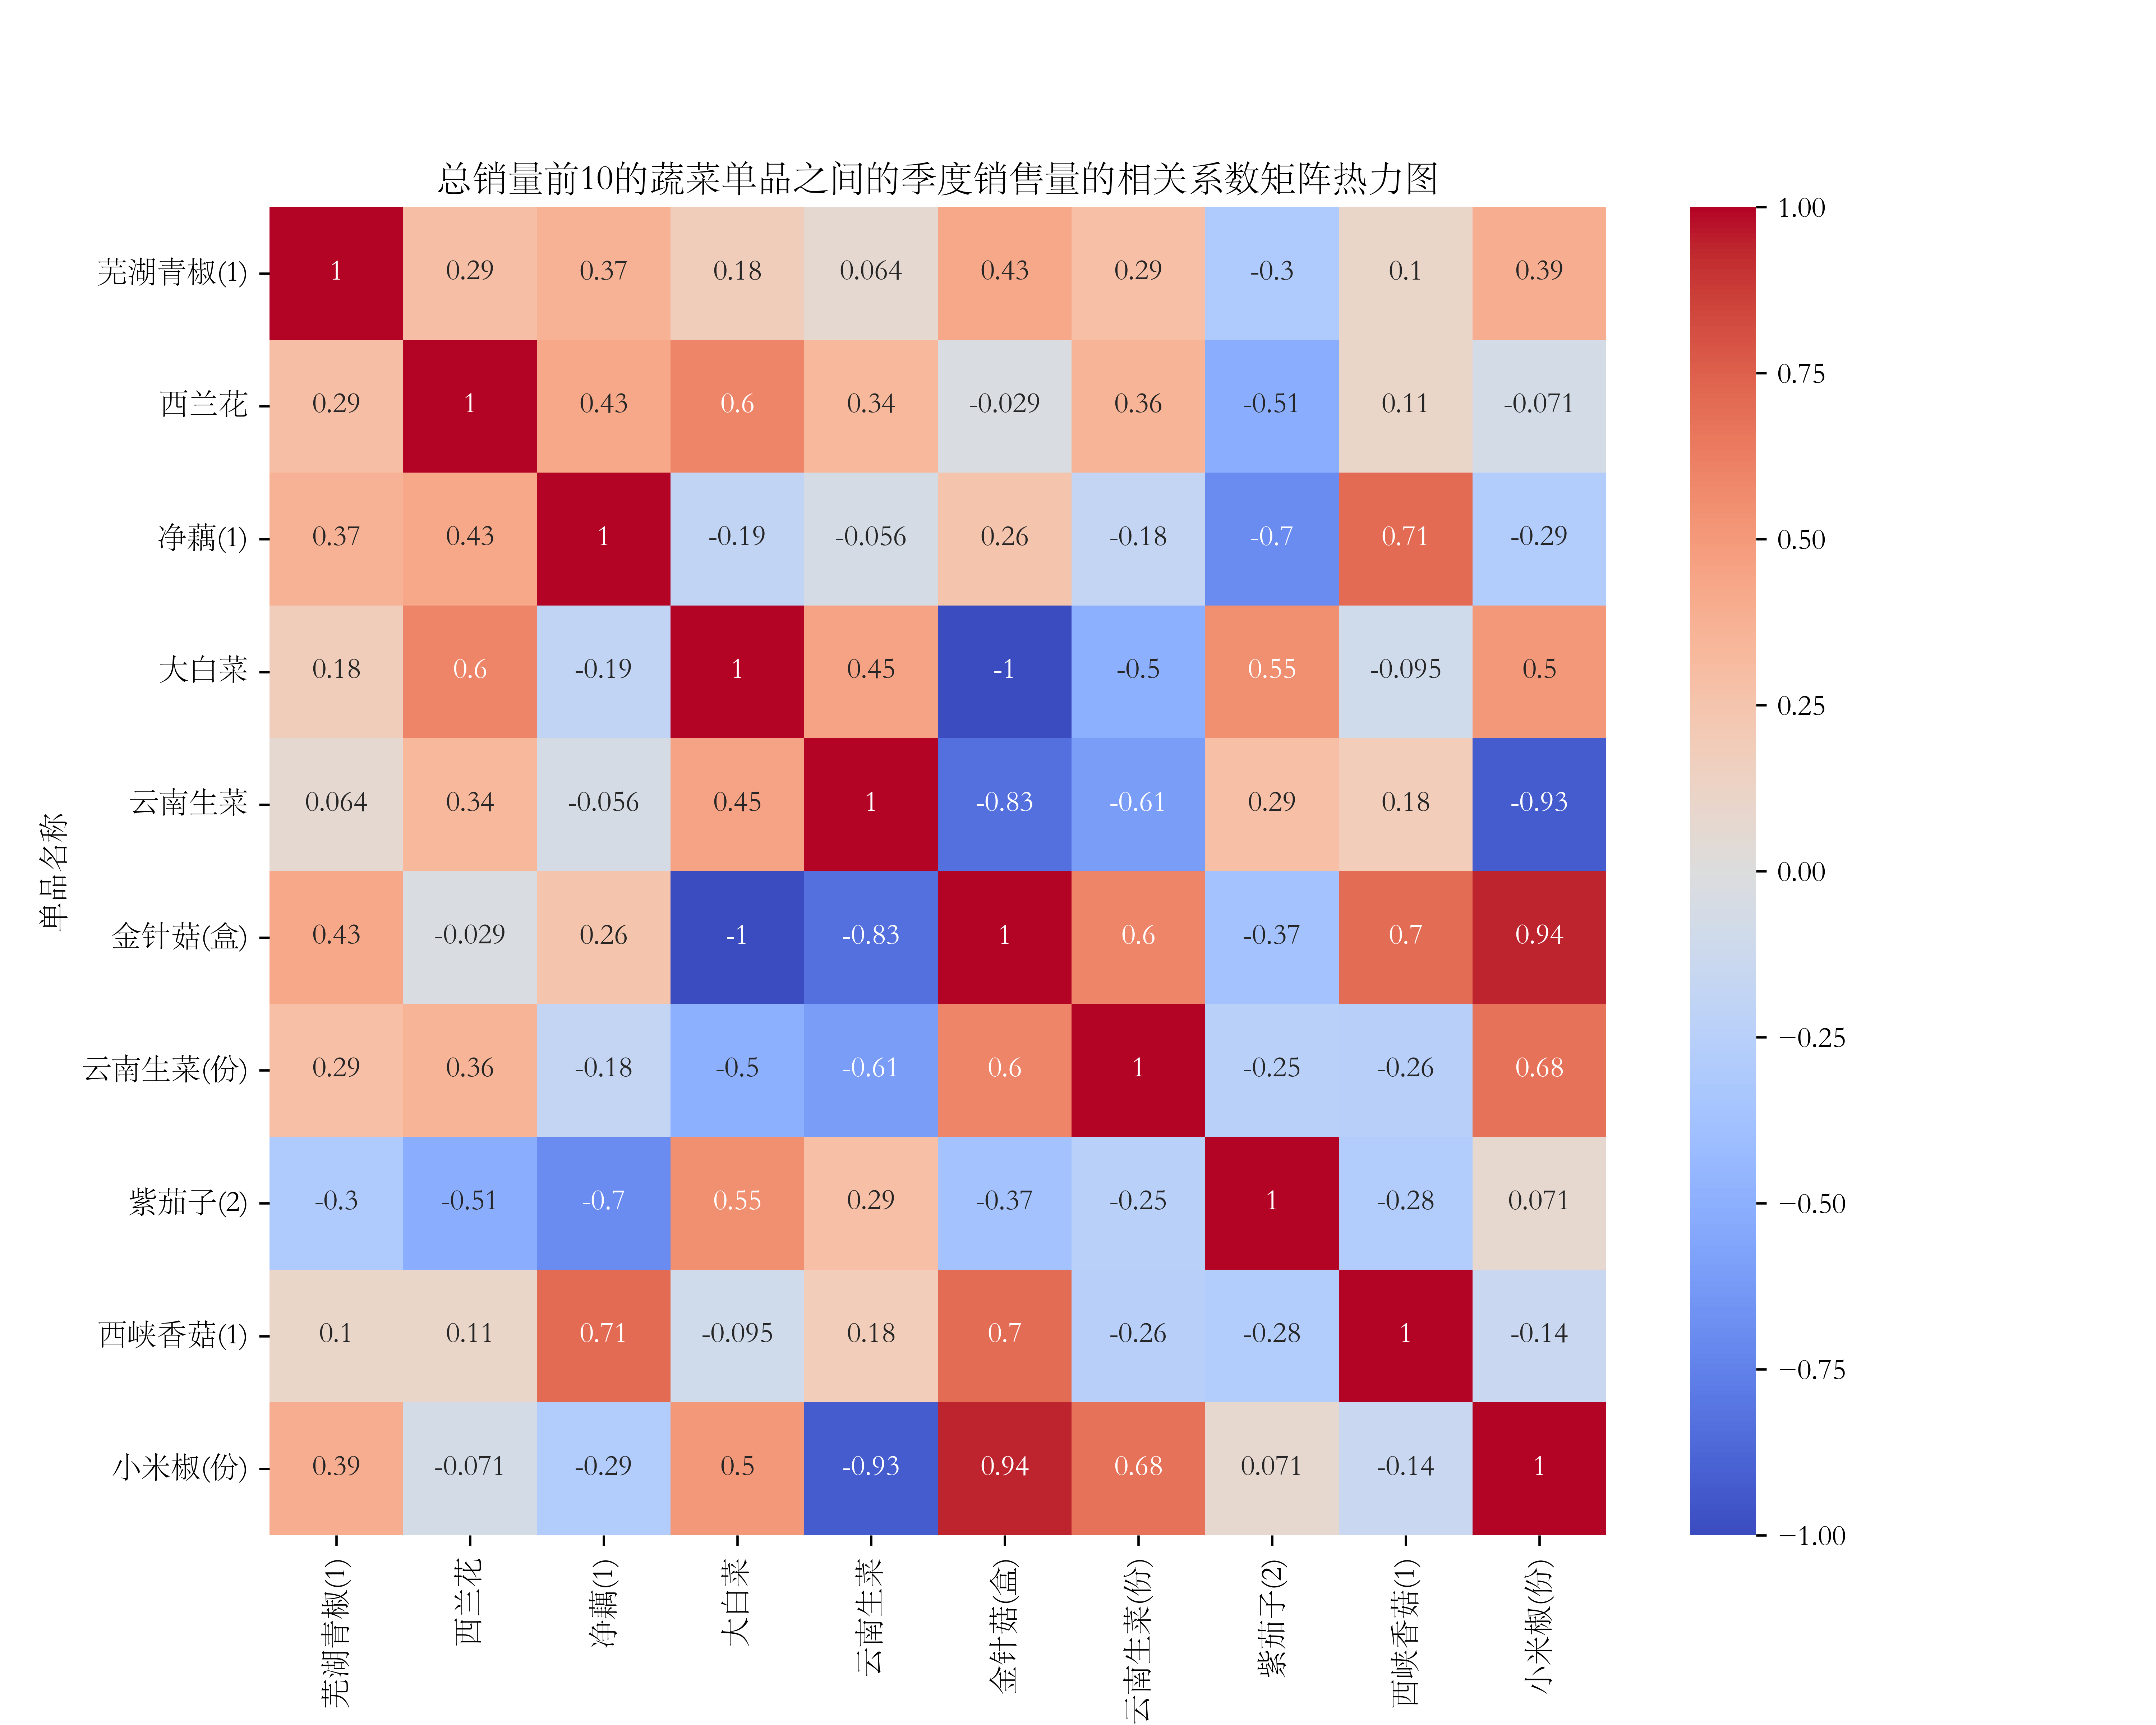 总销量前10的蔬菜单品之间的季度销售量的相关系数矩阵热力图
单品名称
芜湖青椒(1) 1 0.29 0.37 0.18 0.064 0.43 0.29 -0.3 0.1 0.39
西兰花 0.29 1 0.43 0.6 0.34 -0.029 0.36 -0.51 0.11 -0.071
净藕(1) 0.37 0.43 1 -0.19 -0.056 0.26 -0.18 -0.7 0.71 -0.29
大白菜 0.18 0.6 -0.19 1 0.45 -1 -0.5 0.55 -0.095 0.5
云南生菜 0.064 0.34 -0.056 0.45 1 -0.83 -0.61 0.29 0.18 -0.93
金针菇(盒) 0.43 -0.029 0.26 -1 -0.83 1 0.6 -0.37 0.7 0.94
云南生菜(份) 0.29 0.36 -0.18 -0.5 -0.61 0.6 1 -0.25 -0.26 0.68
紫茄子(2) -0.3 -0.51 -0.7 0.55 0.29 -0.37 -0.25 1 -0.28 0.071
西峡香菇(1) 0.1 0.11 0.71 -0.095 0.18 0.7 -0.26 -0.28 1 -0.14
小米椒(份) 0.39 -0.071 -0.29 0.5 -0.93 0.94 0.68 0.071 -0.14 1
芜湖青椒(1)
西兰花
净藕(1)
大白菜
云南生菜
金针菇(盒)
云南生菜(份)
紫茄子(2)
西峡香菇(1)
小米椒(份)
1.00
0.75
0.50
0.25
0.00
−0.25
−0.50
−0.75
−1.00